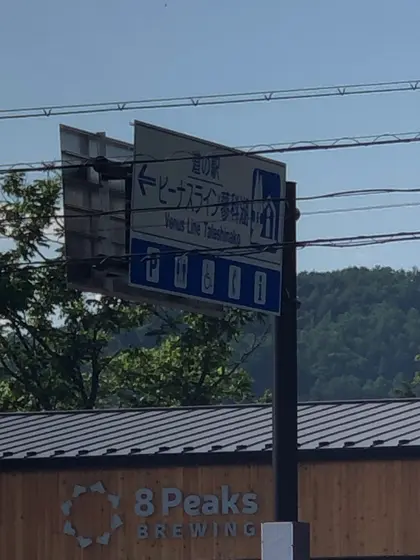 道の駅
ビーナスライン蓼科湖
Venus Line Tateshinako
P
i
8 Peaks
BREWING